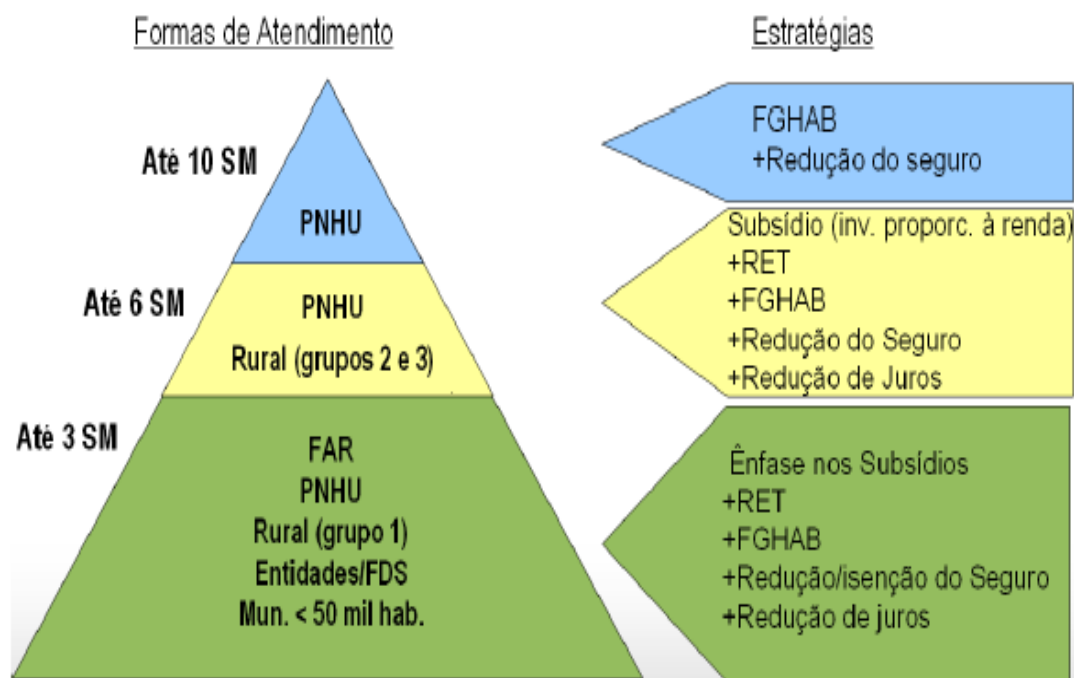 Formas de Atendimento
Até 10 SM
PNHU
Até 6 SM
PNHU
Rural (grupos 2 e 3)
Até 3 SM
FAR
PNHU
Rural (grupo 1)
Entidades/FDS
Mun. < 50 mil hab.
Estratégias
FGHAB
+Redução do seguro
Subsídio (inv. proporc. à renda)
+RET
+FGHAB
+Redução do Seguro
+Redução de Juros
Ênfase nos Subsídios
+RET
+FGHAB
+Redução/isenção do Seguro
+Redução de juros